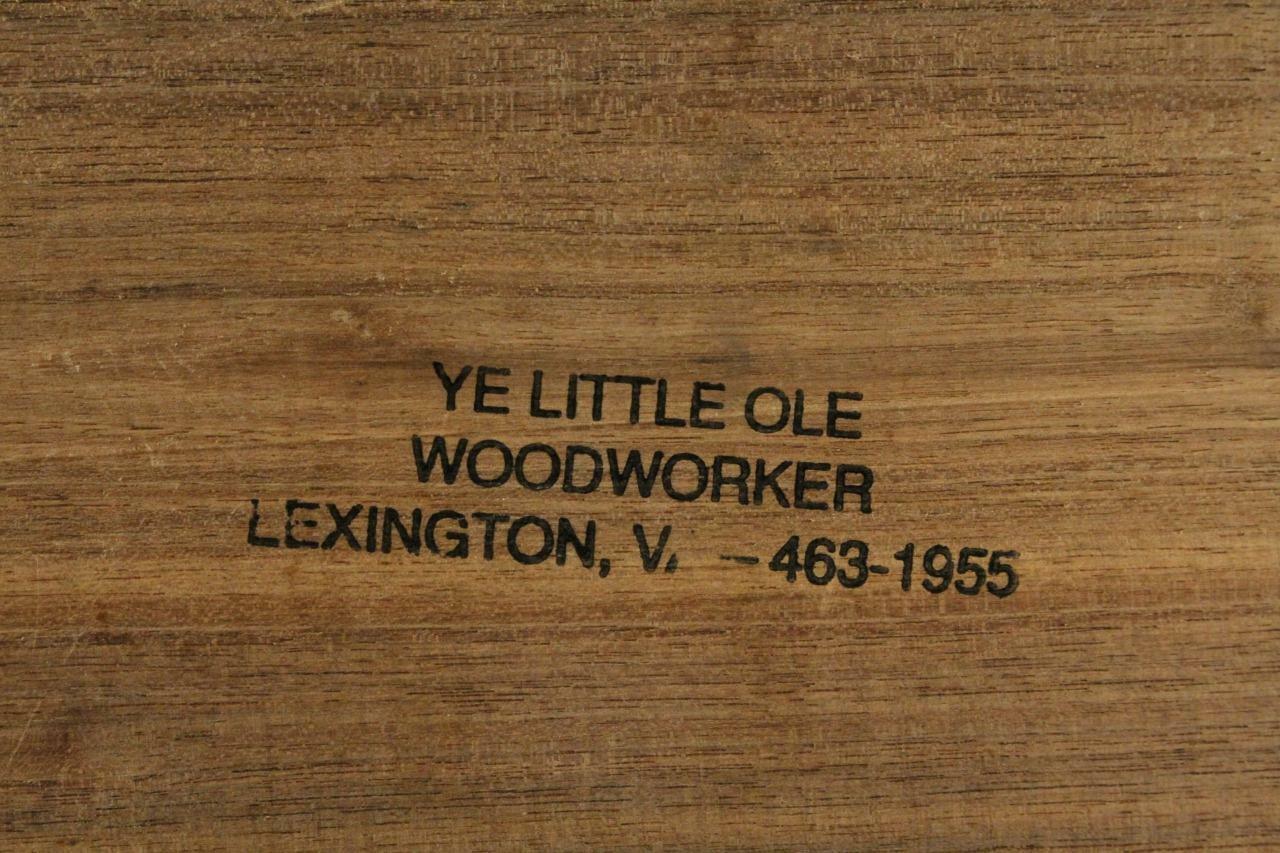 YE LITTLE OLE
WOODWORKER
LEXINGTON, V. -463-1955